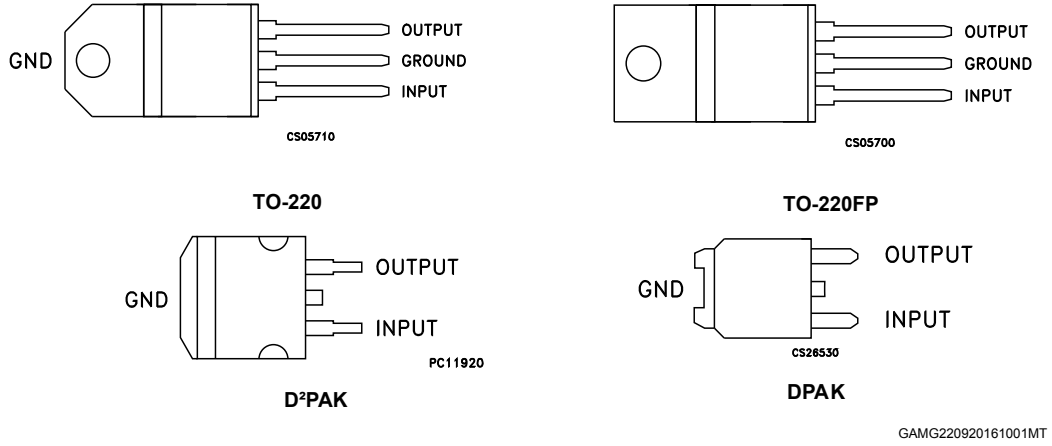 GND
OUTPUT
GROUND
INPUT
CS05710
TO-220
OUTPUT
GROUND
INPUT
CS05700
TO-220FP
GND
OUTPUT
INPUT
PC11920
D²PAK
GND
OUTPUT
INPUT
CS26530
DPAK
GAMG220920161001MT